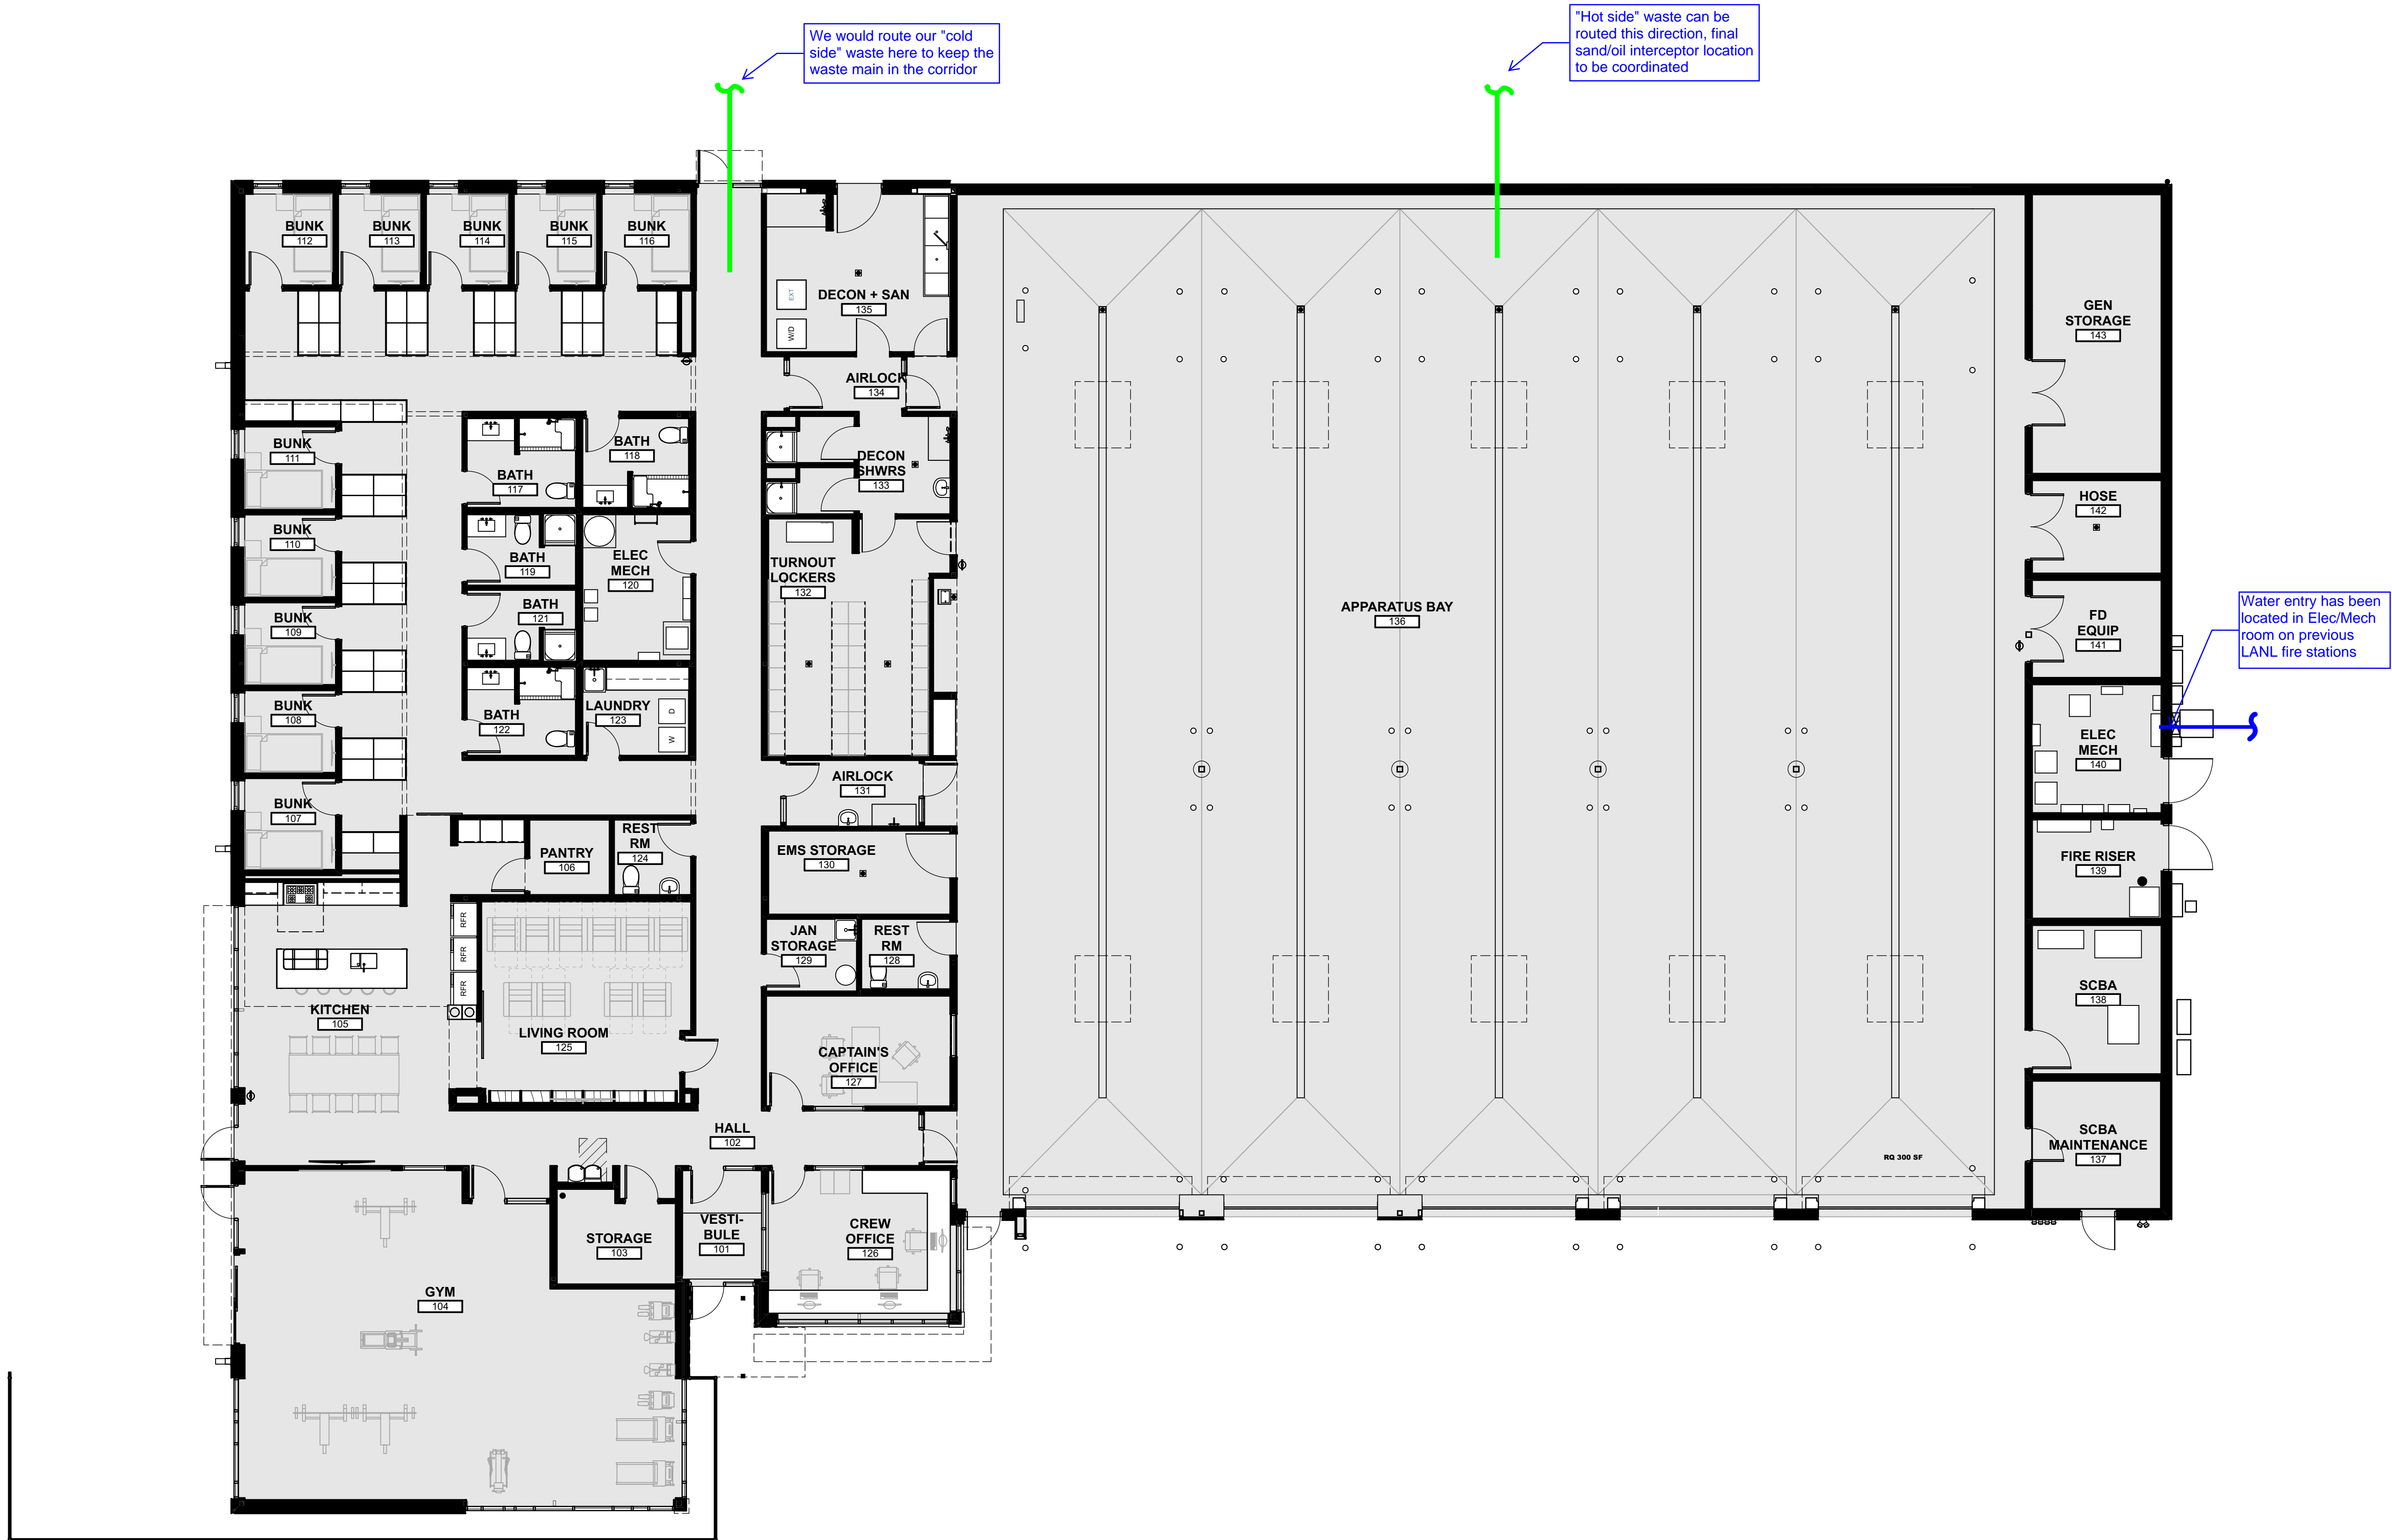 We would route our "cold
side" waste here to keep the
waste main in the corridor
"Hot side" waste can be
routed this direction, final
sand/oil interceptor location
to be coordinated
BUNK
112
BUNK
113
BUNK
114
BUNK
115
BUNK
116
EXT
W/D
DECON + SAN
135
GEN
STORAGE
143
AIRLOCK
134
BUNK
111
BATH
118
BATH
117
DECON
SHWRS
133
HOSE
142
BUNK
110
BATH
119
ELEC
MECH
120
TURNOUT
LOCKERS
132
APPARATUS BAY
136
BUNK
109
BATH
121
FD
EQUIP
141
Water entry has been
located in Elec/Mech
room on previous
LANL fire stations
BUNK
108
BATH
122
LAUNDRY
123
D
W
ELEC
MECH
140
AIRLOCK
131
BUNK
107
PANTRY
106
REST
RM
124
EMS STORAGE
130
FIRE RISER
139
RFR
RFR
RFR
JAN
STORAGE
129
REST
RM
128
KITCHEN
105
LIVING ROOM
125
SCBA
138
CAPTAIN'S
OFFICE
127
HALL
102
SCBA
MAINTENANCE
137
RQ 300 SF
STORAGE
103
VESTI-
BULE
101
CREW
OFFICE
126
GYM
104